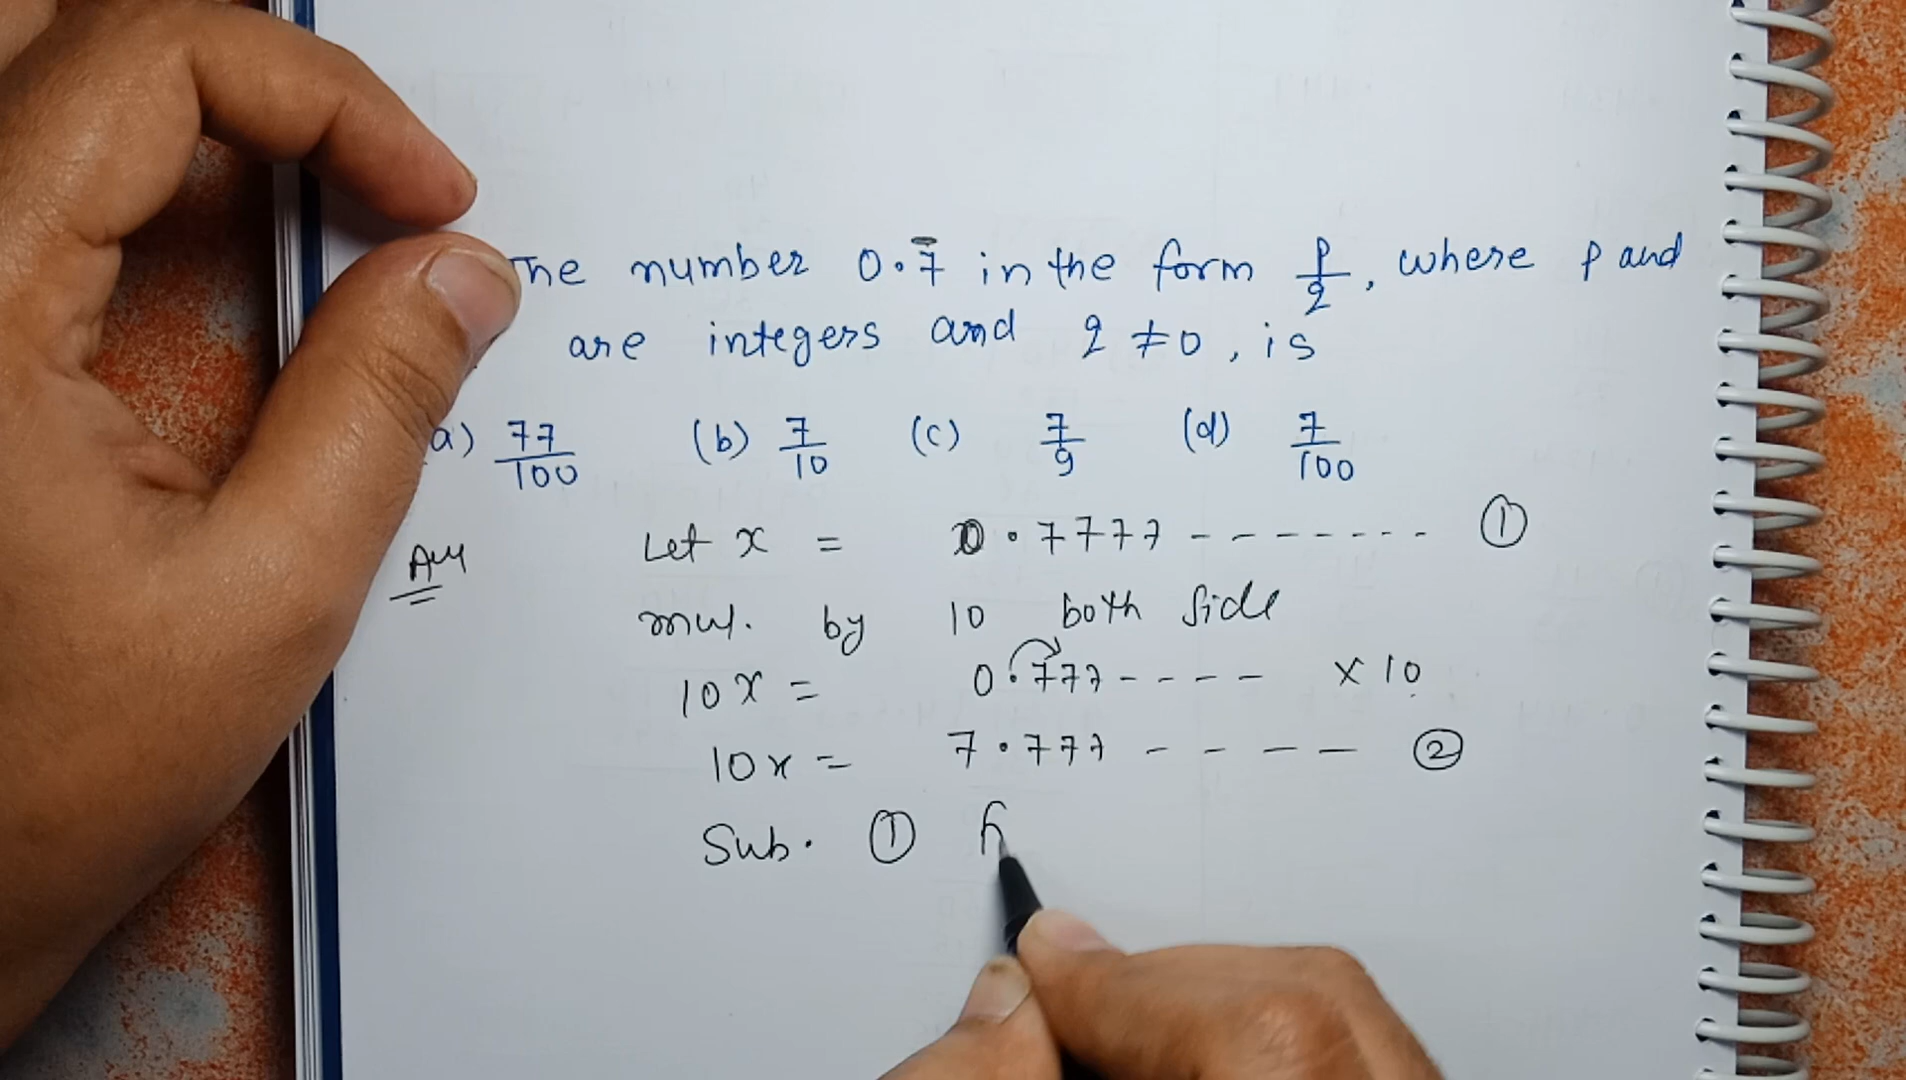 The number 0.7̅ in the form p/q, where p and
are integers and q ≠ 0, is
a) 77/100 (b) 7/10 (c) 7/9 (d) 7/100
Let x = 0.7777 - - - - - - - - ①
Ans
mul. by 10 both side
10x = 0.777 - - - - - × 10
10x = 7.777 - - - - ②
Sub. ①